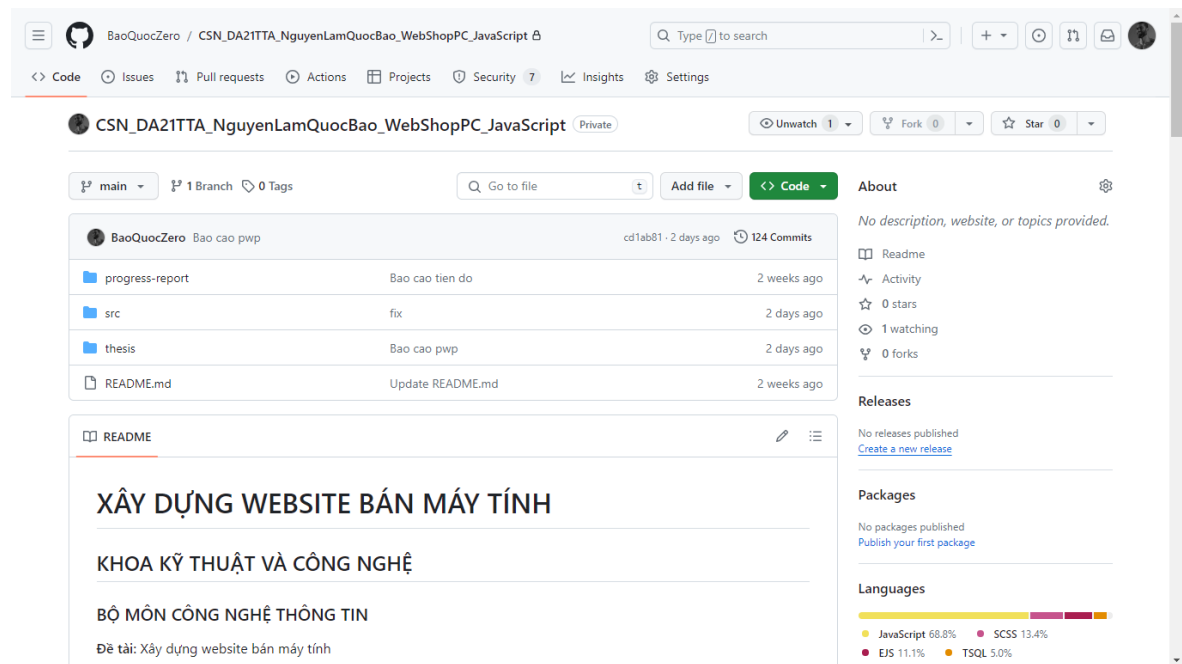 BaoQuocZero / CSN_DA21TTA_NguyenLamQuocBao_WebShopPC_JavaScript
Type / to search
Code Issues Pull requests Actions Projects Security 7 Insights Settings
CSN_DA21TTA_NguyenLamQuocBao_WebShopPC_JavaScript Private
Unwatch 1 Fork 0 Star 0
main 1 Branch 0 Tags
Go to file t Add file <> Code
BaoQuocZero Bao cao pwp cd1ab81 · 2 days ago 124 Commits
progress-report Bao cao tien do 2 weeks ago
src fix 2 days ago
thesis Bao cao pwp 2 days ago
README.md Update README.md 2 weeks ago
README
XÂY DỰNG WEBSITE BÁN MÁY TÍNH
KHOA KỸ THUẬT VÀ CÔNG NGHỆ
BỘ MÔN CÔNG NGHỆ THÔNG TIN
Đề tài: Xây dựng website bán máy tính
About
No description, website, or topics provided.
Readme
Activity
0 stars
1 watching
0 forks
Releases
No releases published
Create a new release
Packages
No packages published
Publish your first package
Languages
JavaScript 68.8% SCSS 13.4%
EJS 11.1% TSQL 5.0%